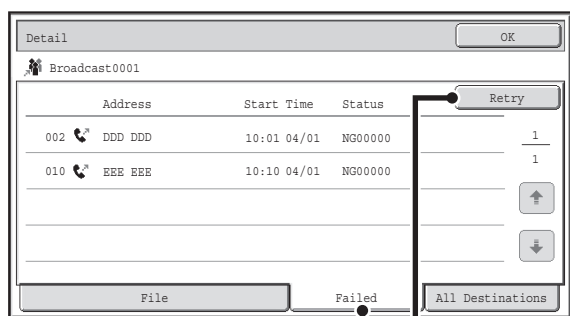 Detail OK
Broadcast0001
Address Start Time Status Retry
002 DDD DDD 10:01 04/01 NG00000 1
1
010 EEE EEE 10:10 04/01 NG00000
File Failed All Destinations